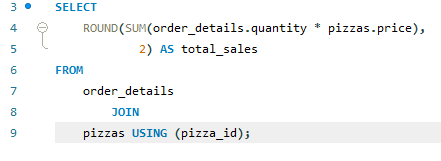 3 SELECT
4 ROUND(SUM(order_details.quantity * pizzas.price),
5 2) AS total_sales
6 FROM
7 order_details
8 JOIN
9 pizzas USING (pizza_id);